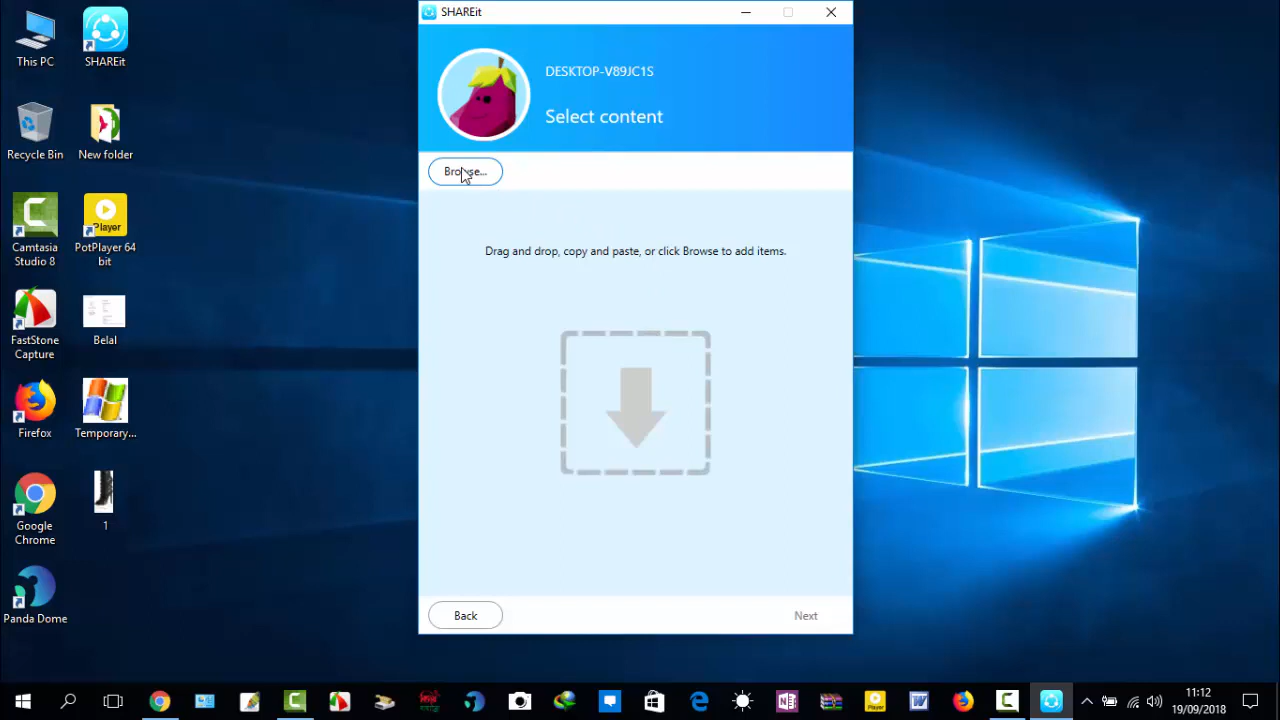 This PC
SHAREit
Recycle Bin
New folder
Camtasia
Studio 8
Player
PotPlayer 64
bit
FastStone
Capture
Belal
Firefox
Temporary...
Google
Chrome
1
Panda Dome
SHAREit
DESKTOP-V89JC1S
Select content
Browse...
Drag and drop, copy and paste, or click Browse to add items.
Back
Next
Player
11:12
19/09/2018